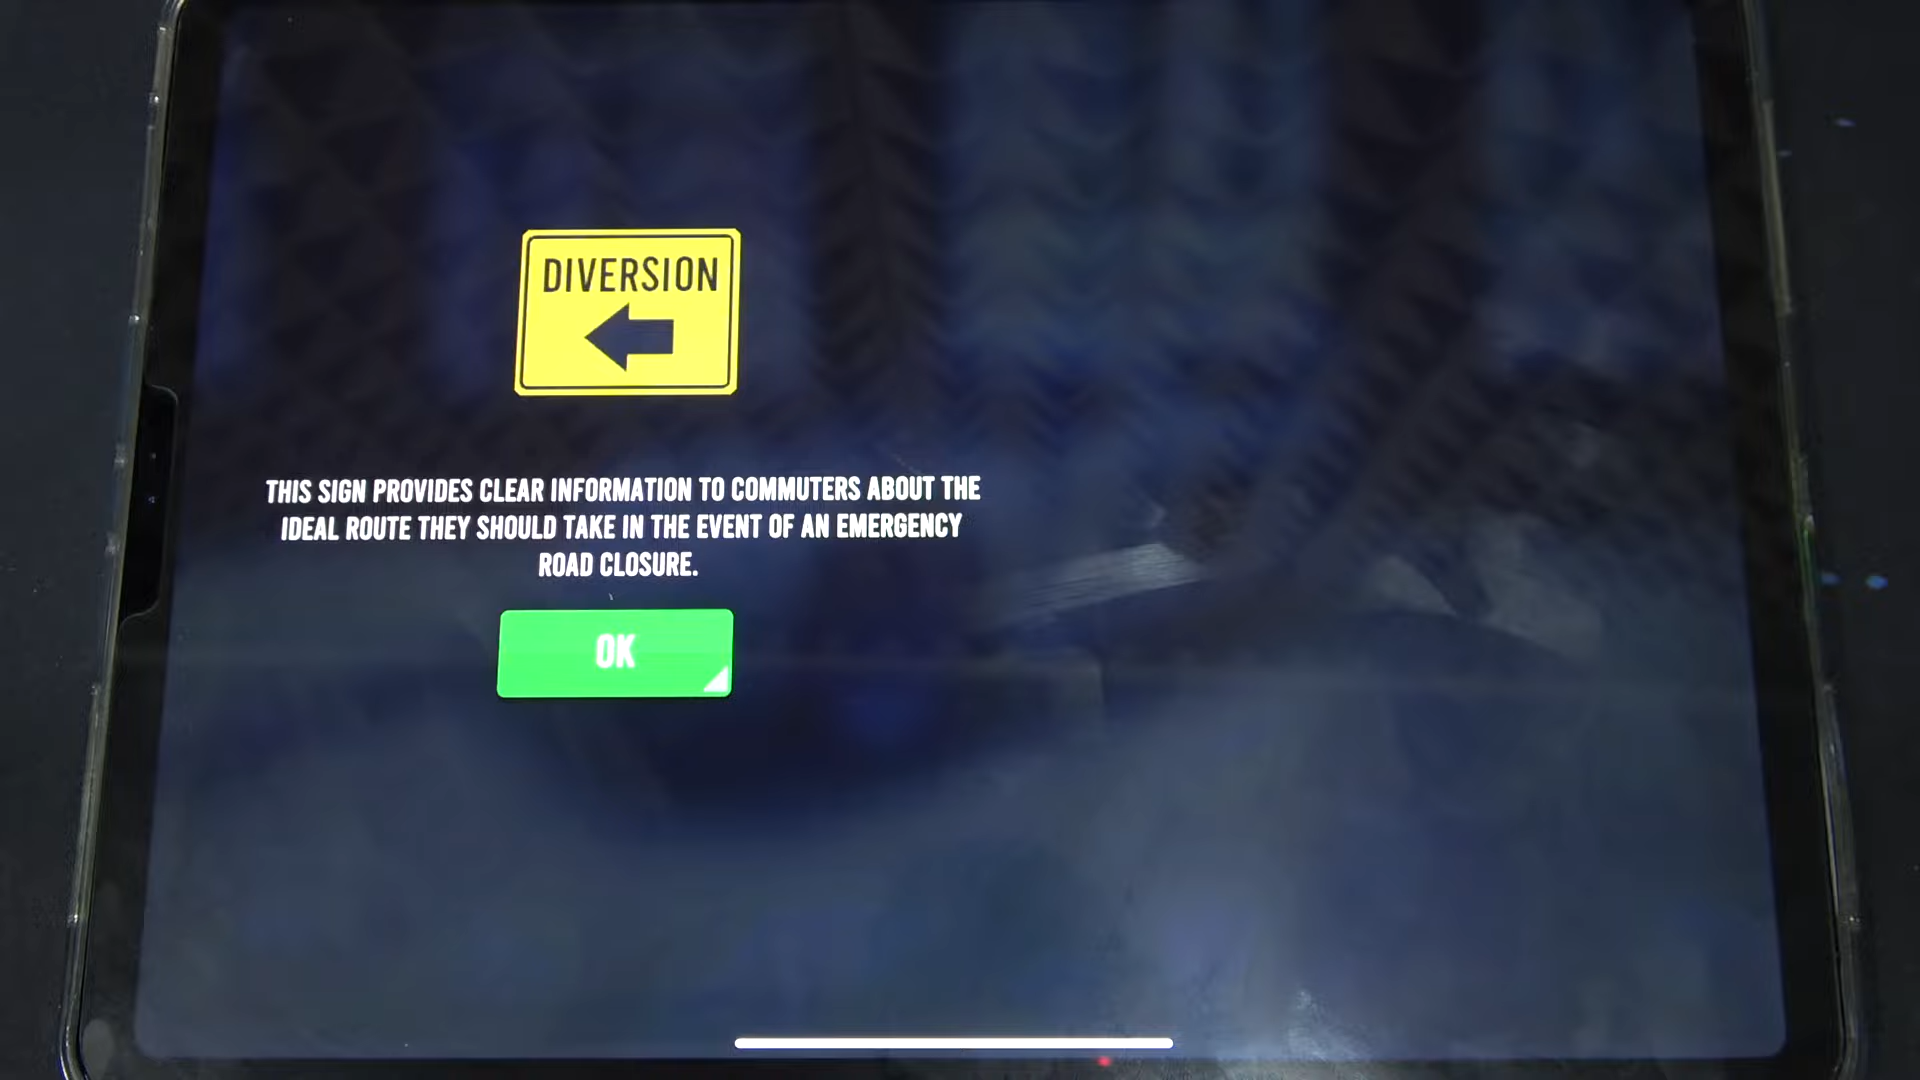 DIVERSION
THIS SIGN PROVIDES CLEAR INFORMATION TO COMMUTERS ABOUT THE
IDEAL ROUTE THEY SHOULD TAKE IN THE EVENT OF AN EMERGENCY
ROAD CLOSURE.
OK